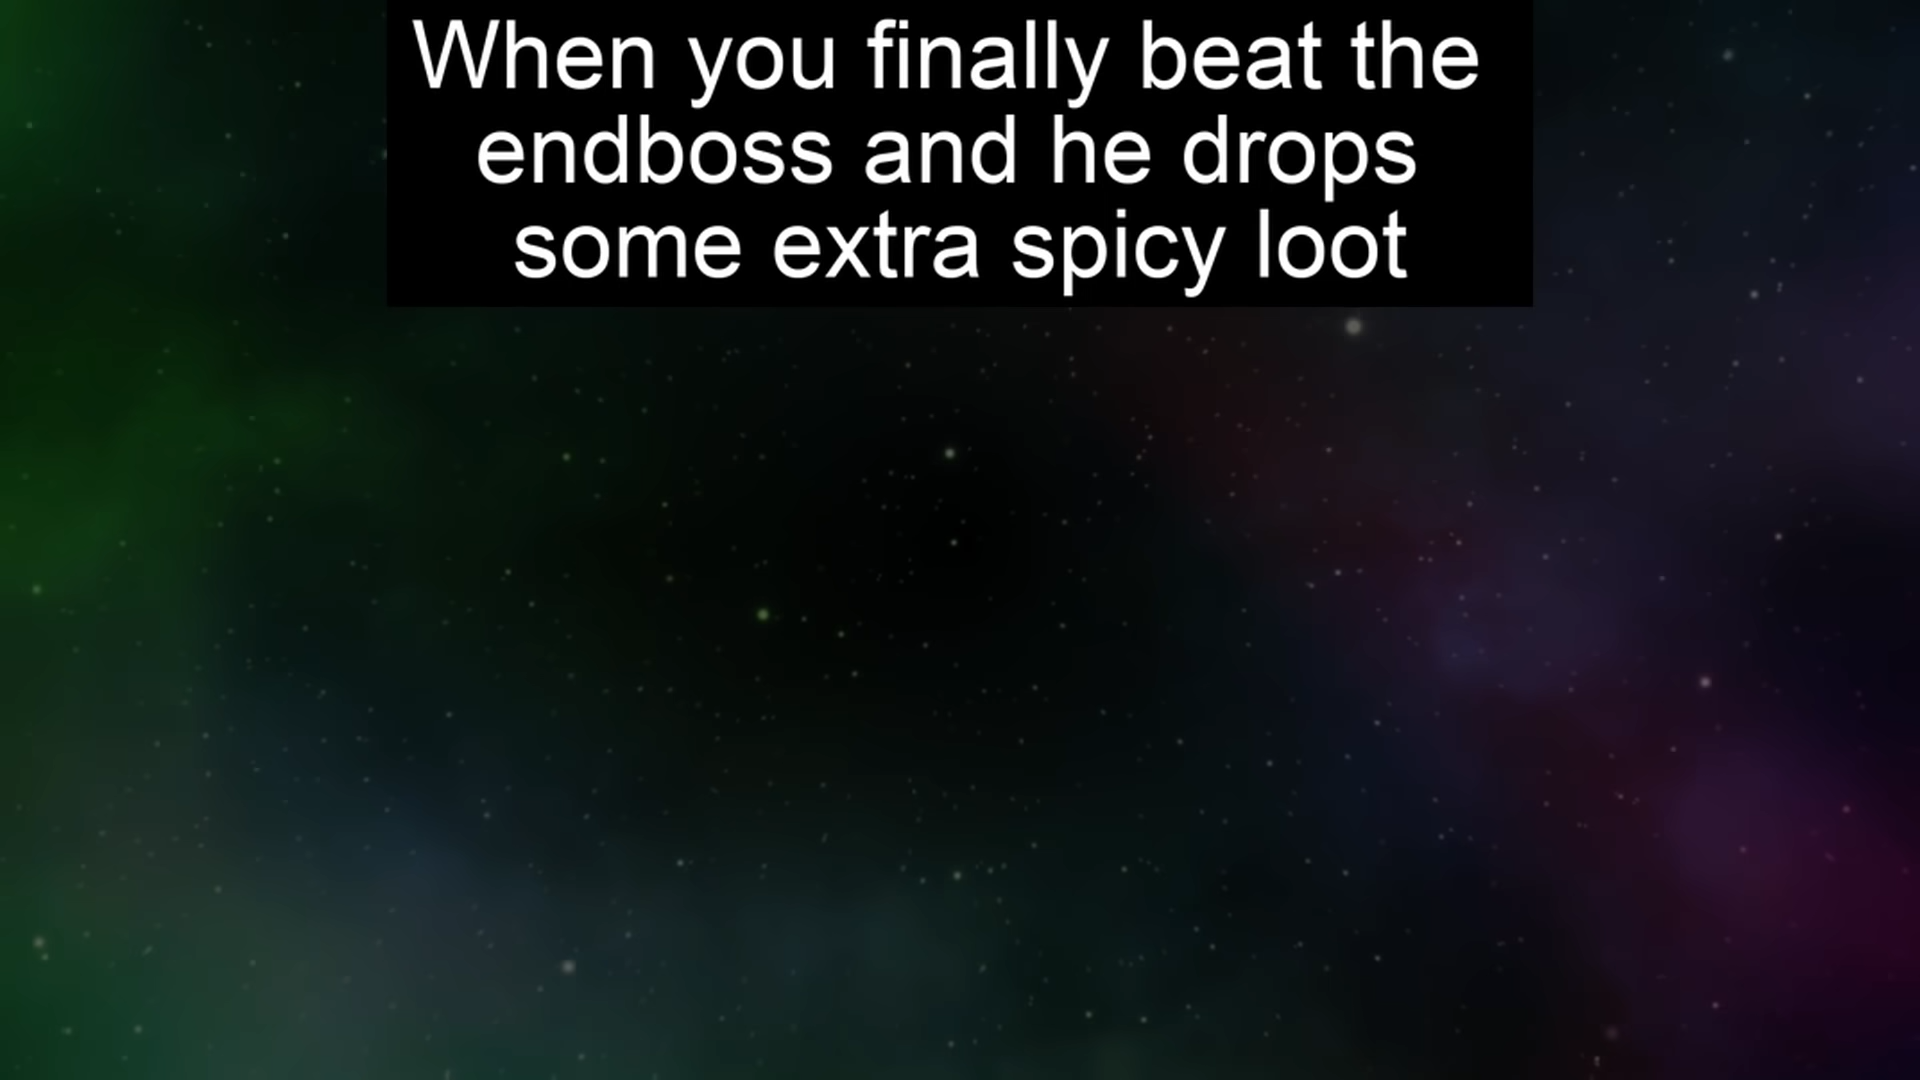 When you finally beat the
endboss and he drops
some extra spicy loot